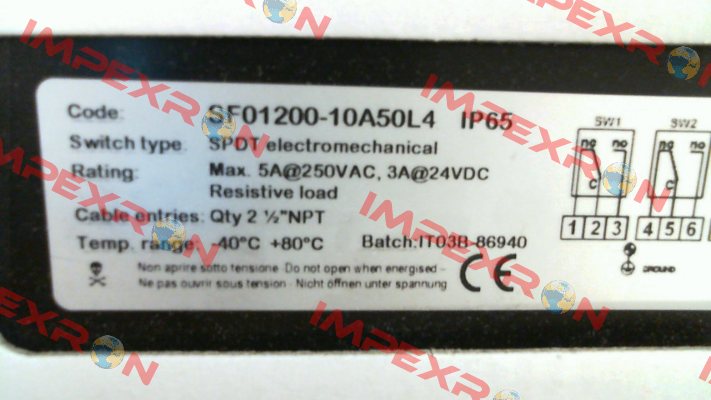 Code: SF01200-10A50L4 IP65
Switch type: SPDT electromechanical
Rating: Max. 5A@250VAC, 3A@24VDC
Resistive load
Cable entries: Qty 2 ½"NPT
Temp. range: -40°C +80°C Batch:IT03B-86940
Non aprire sotto tensione Do not open when energised -
Ne pas ouvrir sous tension - Nicht öffnen unter spannung
CE
SW1 SW2
nc no nc no
C C
1 2 3 4 5 6
GROUND
IMPEXRON
IMPEXRON
IMPEXRON
IMPEXRON
IMPEXRON
IMPEXRON